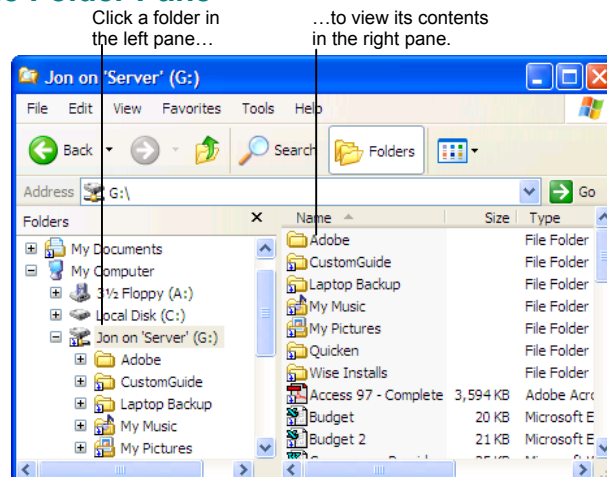 Click a folder in
the left pane…
…to view its contents
in the right pane.
Jon on 'Server' (G:)
File Edit View Favorites Tools Help
Back Search Folders
Address G:\ Go
Folders
My Documents
My Computer
3½ Floppy (A:)
Local Disk (C:)
Jon on 'Server' (G:)
Adobe
CustomGuide
Laptop Backup
My Music
My Pictures
Name Size Type
Adobe File Folder
CustomGuide File Folder
Laptop Backup File Folder
My Music File Folder
My Pictures File Folder
Quicken File Folder
Wise Installs File Folder
Access 97 - Complete 3,594 KB Adobe Acro
Budget 20 KB Microsoft E
Budget 2 21 KB Microsoft E